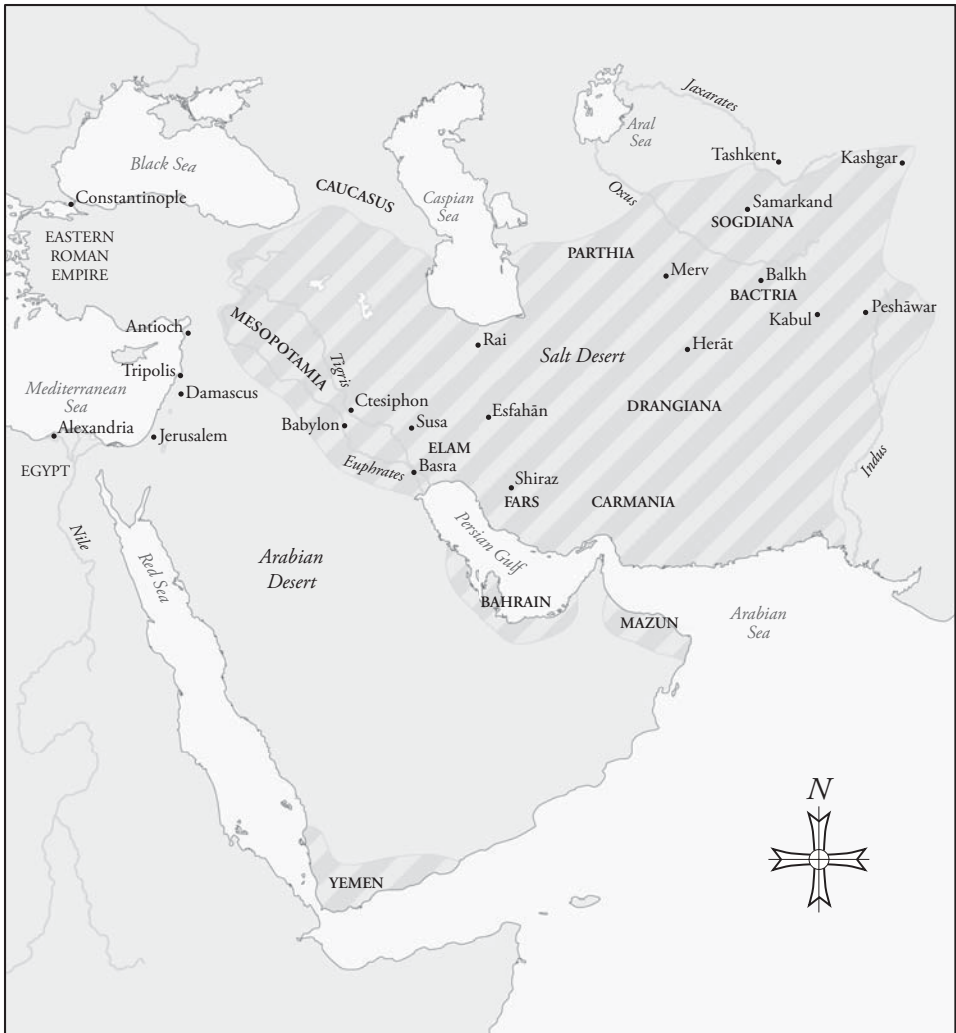 Jaxarates
Aral
Sea
Black Sea
Tashkent
Kashgar
Constantinople
CAUCASUS
Caspian
Sea
Oxus
Samarkand
SOGDIANA
EASTERN
ROMAN
EMPIRE
PARTHIA
Merv
Balkh
BACTRIA
Peshāwar
Kabul
Antioch
MESOPOTAMIA
Rai
Herāt
Salt Desert
Tigris
Tripolis
Mediterranean
Sea
Damascus
Ctesiphon
Esfahān
DRANGIANA
Babylon
Susa
Alexandria
Jerusalem
ELAM
EGYPT
Euphrates
Basra
Indus
Shiraz
FARS
CARMANIA
Nile
Persian Gulf
Red Sea
Arabian
Desert
BAHRAIN
MAZUN
Arabian
Sea
N
YEMEN